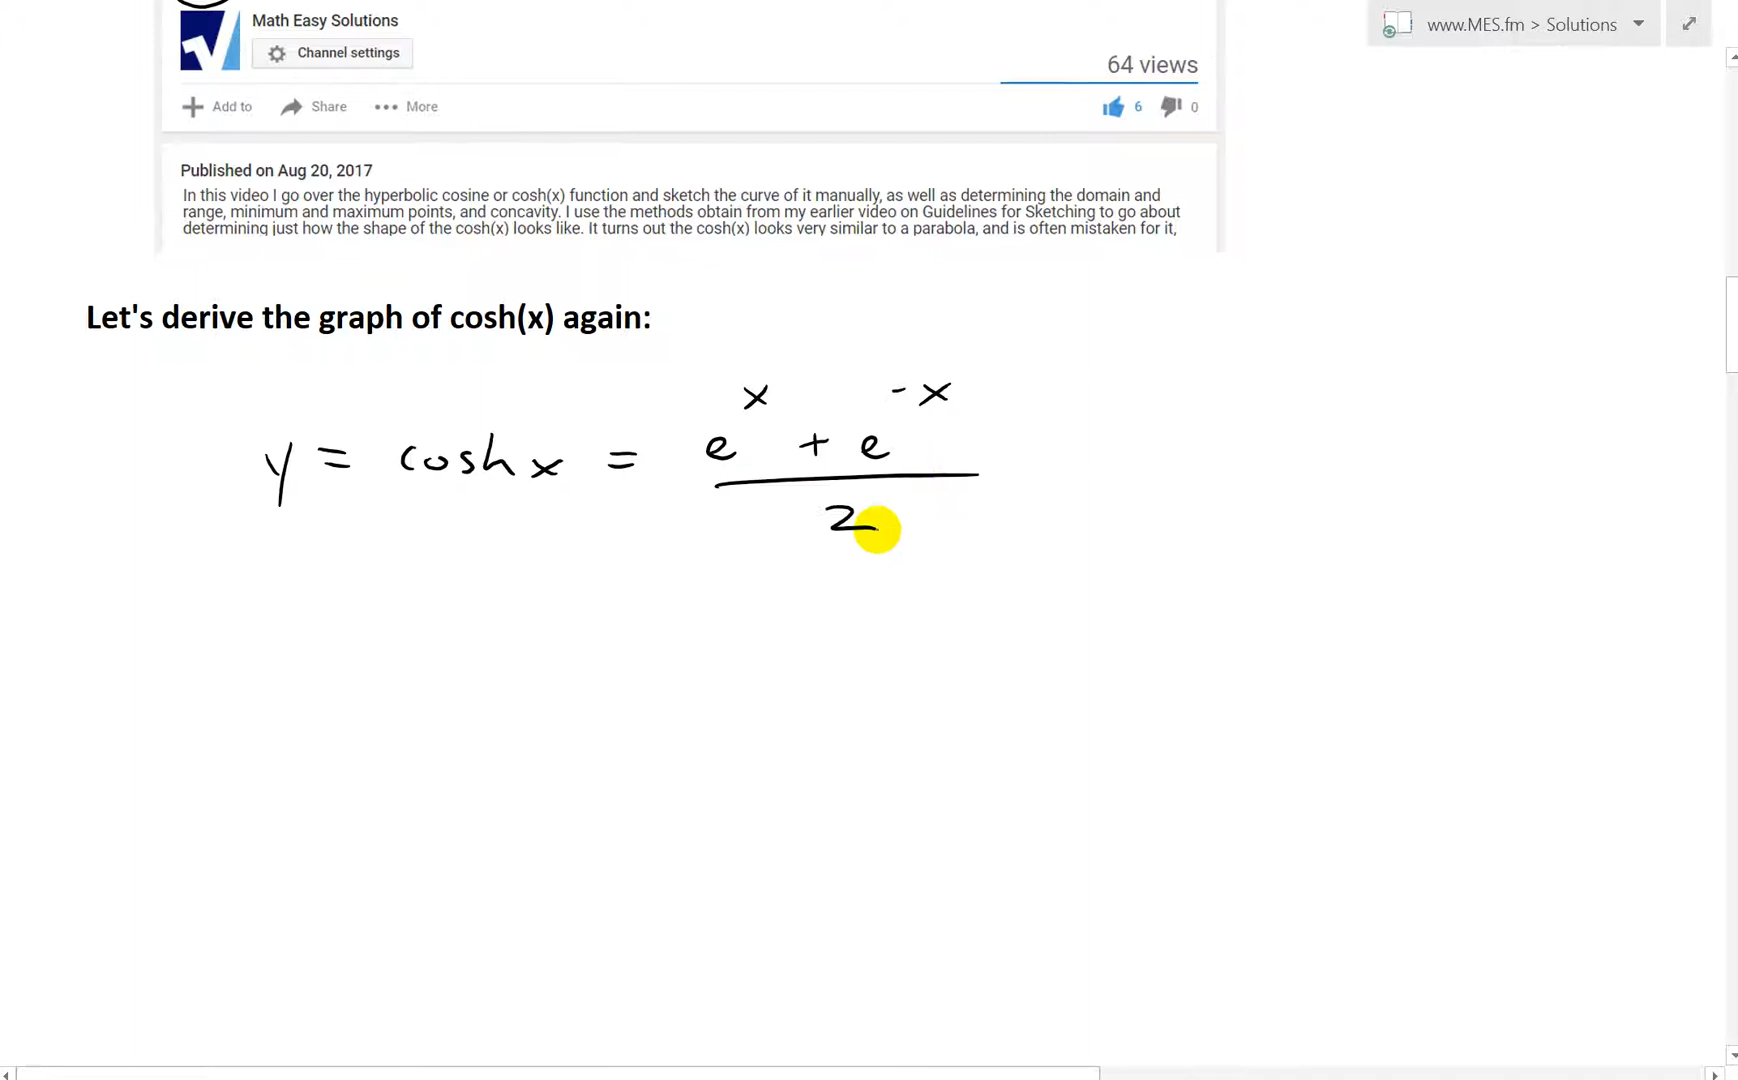 Math Easy Solutions
www.MES.fm > Solutions
Channel settings
64 views
Add to Share More 6 0
Published on Aug 20, 2017
In this video I go over the hyperbolic cosine or cosh(x) function and sketch the curve of it manually, as well as determining the domain and
range, minimum and maximum points, and concavity. I use the methods obtain from my earlier video on Guidelines for Sketching to go about
determining just how the shape of the cosh(x) looks like. It turns out the cosh(x) looks very similar to a parabola, and is often mistaken for it,
Let's derive the graph of cosh(x) again:
x -x
y = cosh x = e + e
2